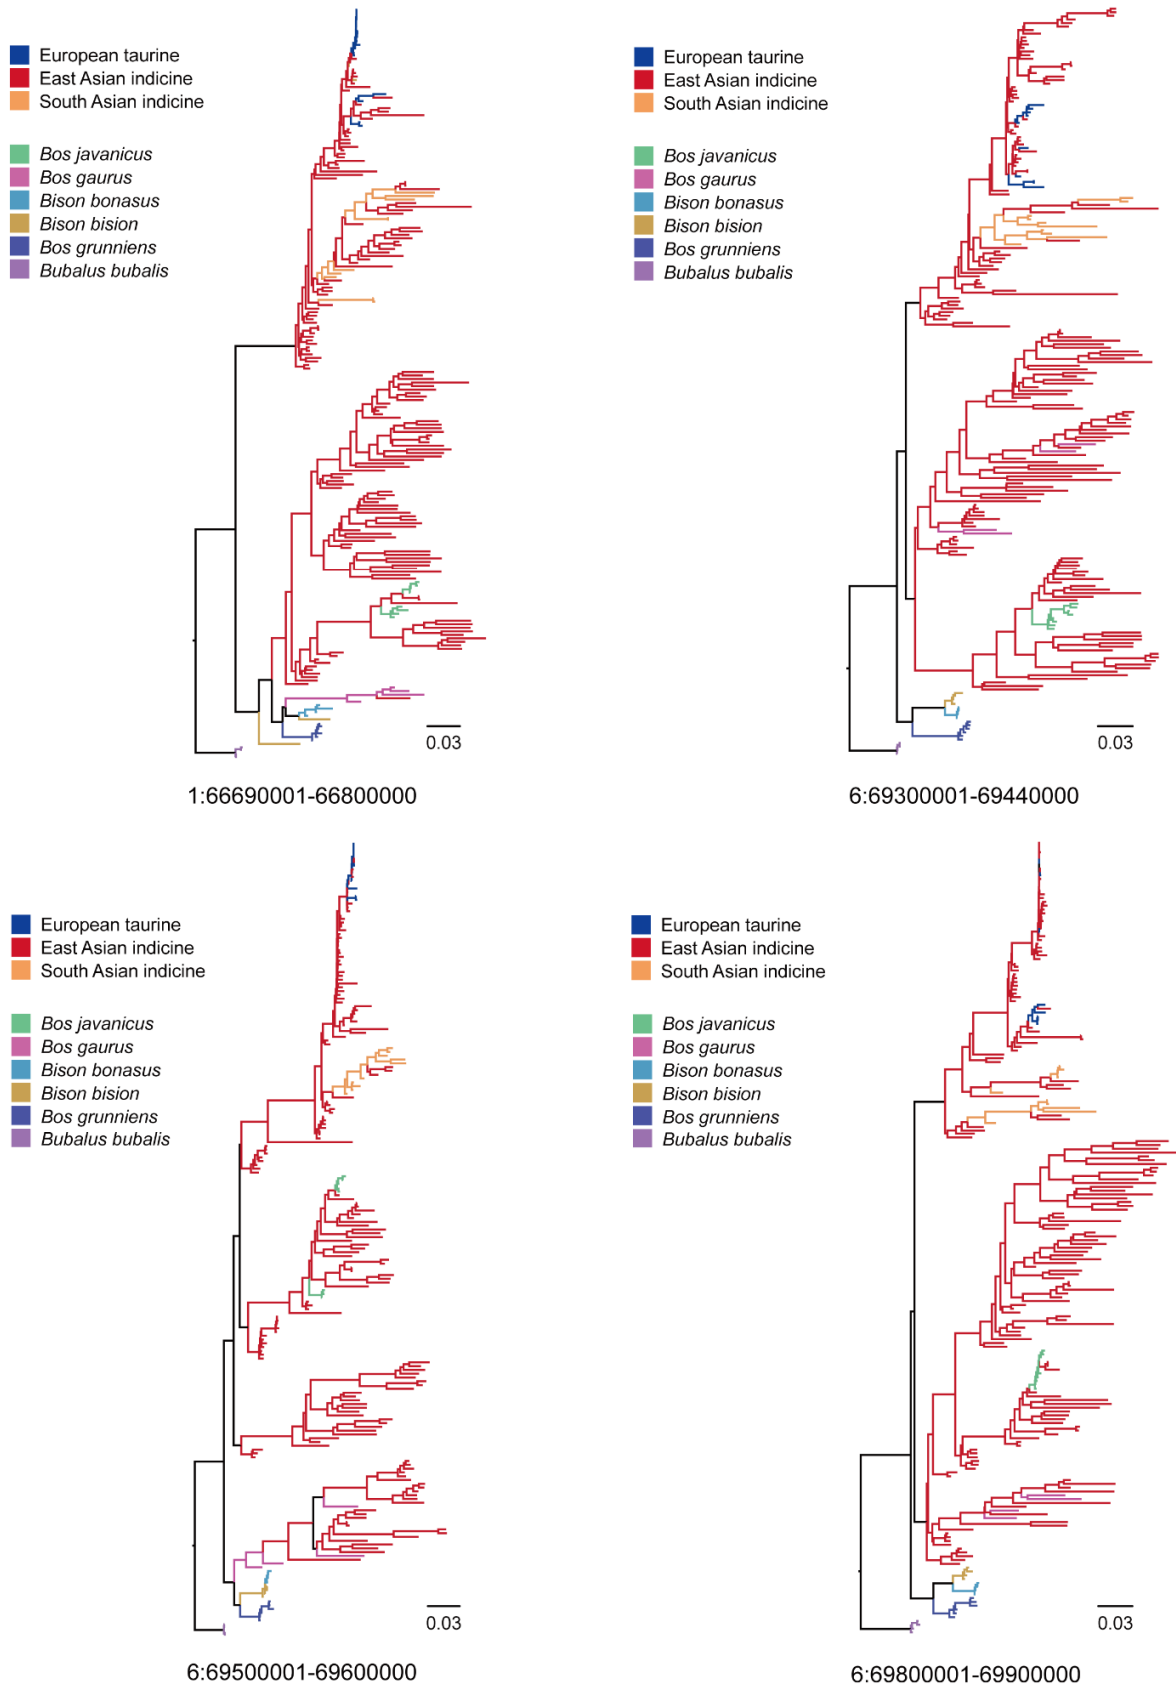 European taurine
East Asian indicine
South Asian indicine
Bos javanicus
Bos gaurus
Bison bonasus
Bison bision
Bos grunniens
Bubalus bubalis
0.03
1:66690001-66800000
European taurine
East Asian indicine
South Asian indicine
Bos javanicus
Bos gaurus
Bison bonasus
Bison bision
Bos grunniens
Bubalus bubalis
0.03
6:69300001-69440000
European taurine
East Asian indicine
South Asian indicine
Bos javanicus
Bos gaurus
Bison bonasus
Bison bision
Bos grunniens
Bubalus bubalis
0.03
6:69500001-69600000
European taurine
East Asian indicine
South Asian indicine
Bos javanicus
Bos gaurus
Bison bonasus
Bison bision
Bos grunniens
Bubalus bubalis
0.03
6:69800001-69900000